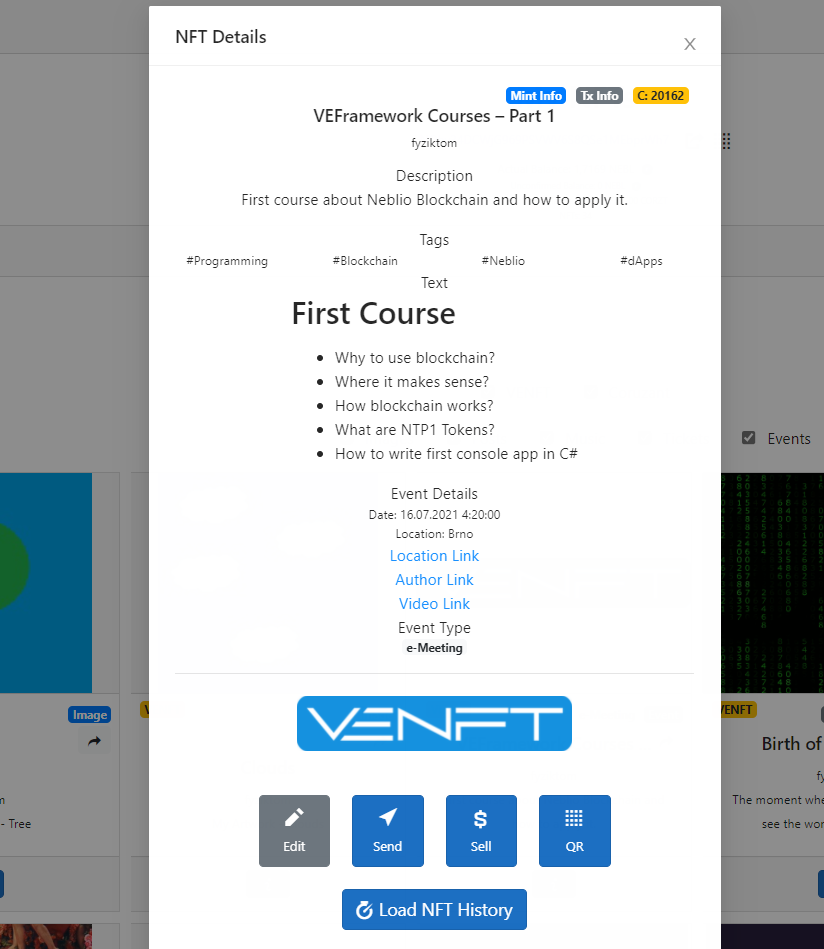 NFT Details
X
Mint Info Tx Info C: 20162
VEFramework Courses – Part 1
fyziktom
Description
First course about Neblio Blockchain and how to apply it.
Tags
#Programming #Blockchain #Neblio #dApps
Text
First Course
• Why to use blockchain?
• Where it makes sense?
• How blockchain works?
• What are NTP1 Tokens?
• How to write first console app in C#
Event Details
Date: 16.07.2021 4:20:00
Location: Brno
Location Link
Author Link
Video Link
Event Type
e-Meeting
VENFT
Edit Send Sell QR
Load NFT History
Events
Image
- Tree
VENFT
Birth of
The moment whe
see the wor